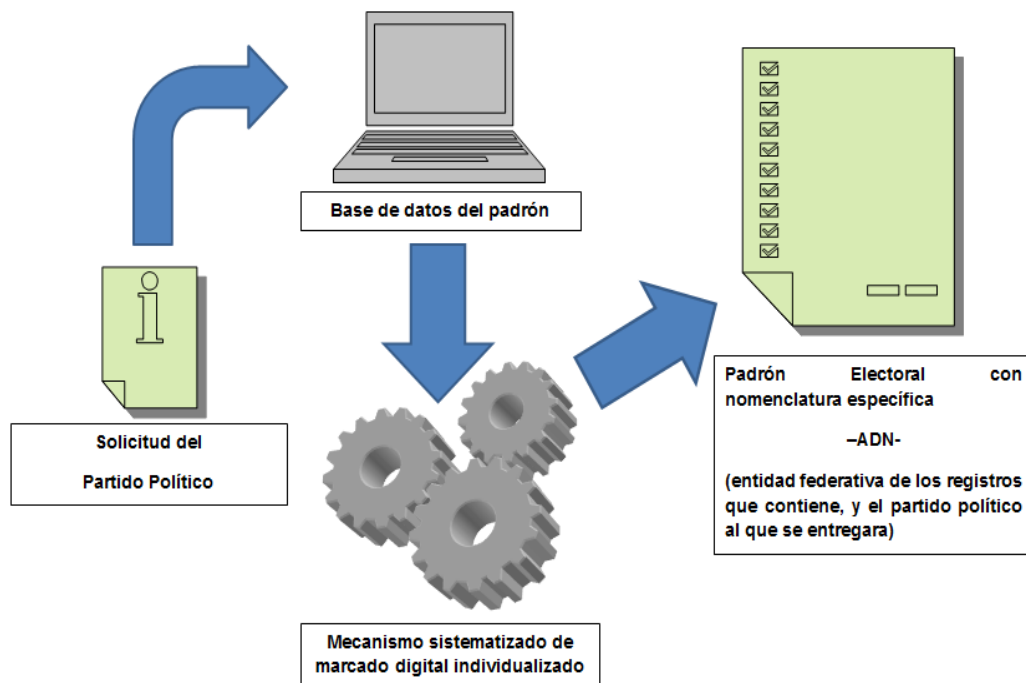 Base de datos del padrón
Solicitud del
Partido Político
Mecanismo sistematizado de
marcado digital individualizado
Padrón Electoral con
nomenclatura específica
–ADN-
(entidad federativa de los registros
que contiene, y el partido político
al que se entregara)